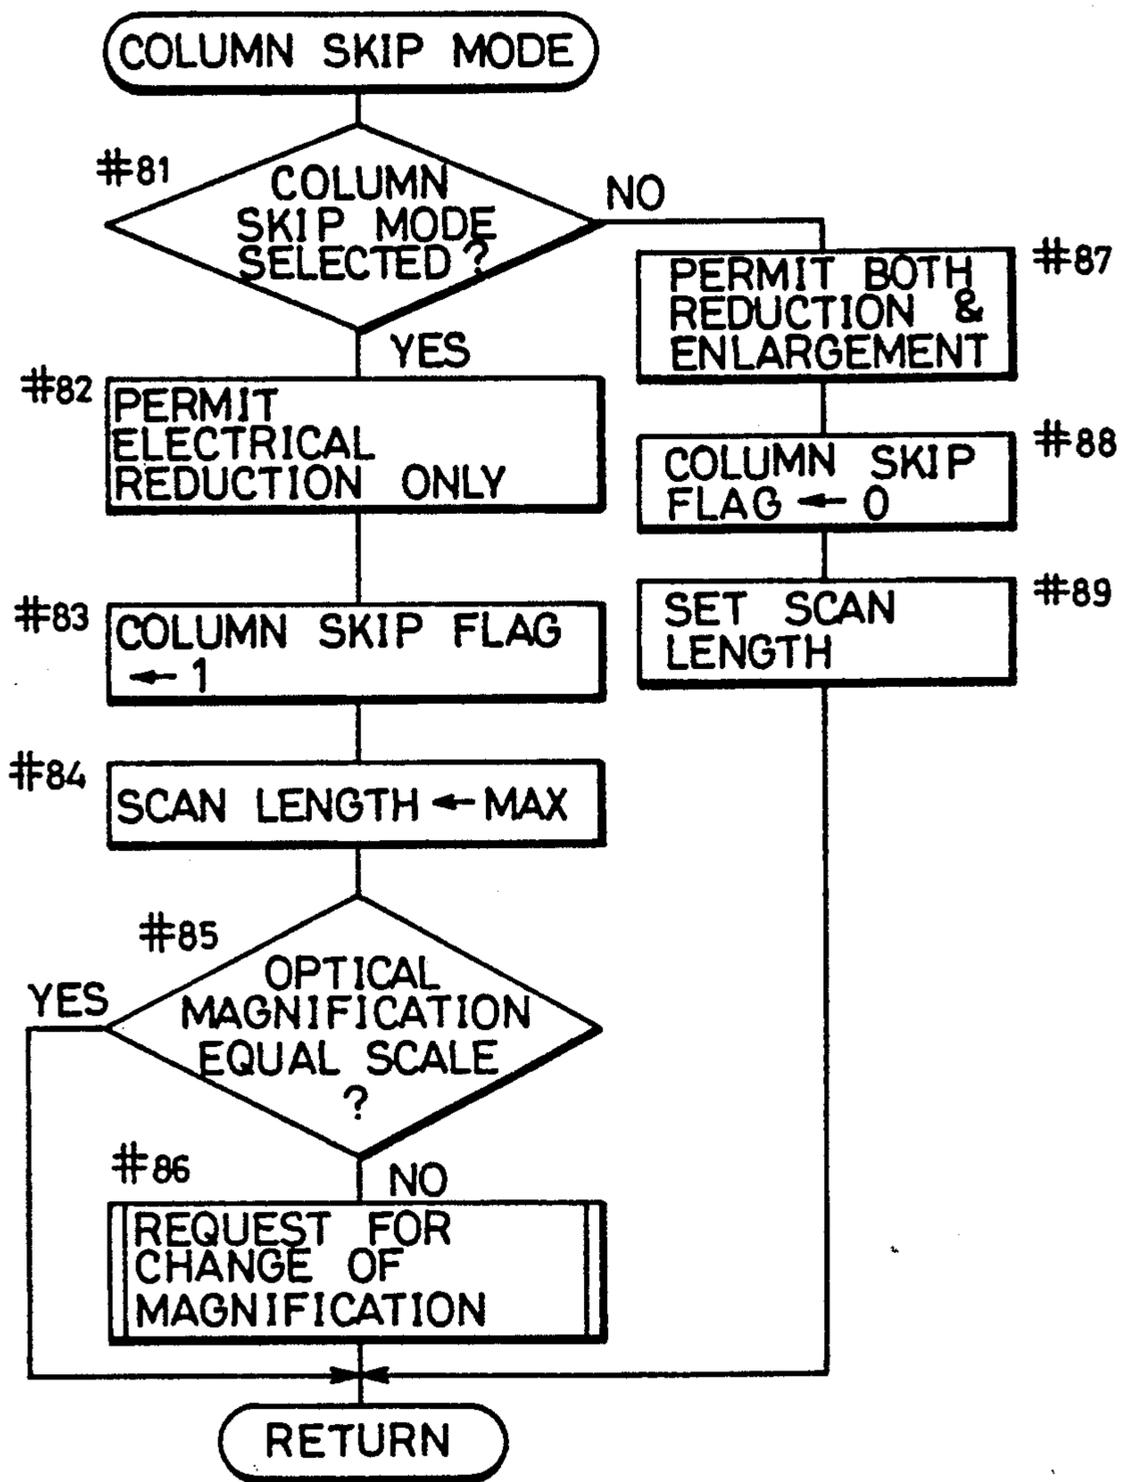 COLUMN SKIP MODE
#81
COLUMN
SKIP MODE
SELECTED ?
NO
YES
#82
PERMIT
ELECTRICAL
REDUCTION ONLY
#83
COLUMN SKIP FLAG
← 1
#84
SCAN LENGTH ← MAX
#85
OPTICAL
MAGNIFICATION
EQUAL SCALE
?
YES
NO
#86
REQUEST FOR
CHANGE OF
MAGNIFICATION
#87
PERMIT BOTH
REDUCTION &
ENLARGEMENT
#88
COLUMN SKIP
FLAG ← 0
#89
SET SCAN
LENGTH
RETURN